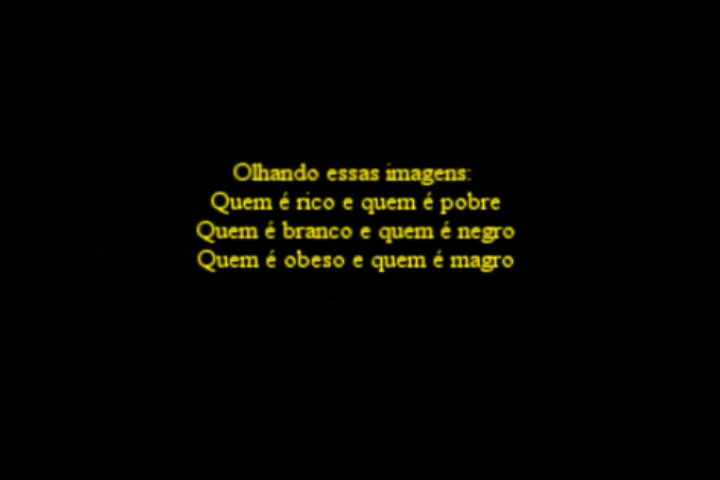 Olhando essas imagens:
Quem é rico e quem é pobre
Quem é branco e quem é negro
Quem é obeso e quem é magro